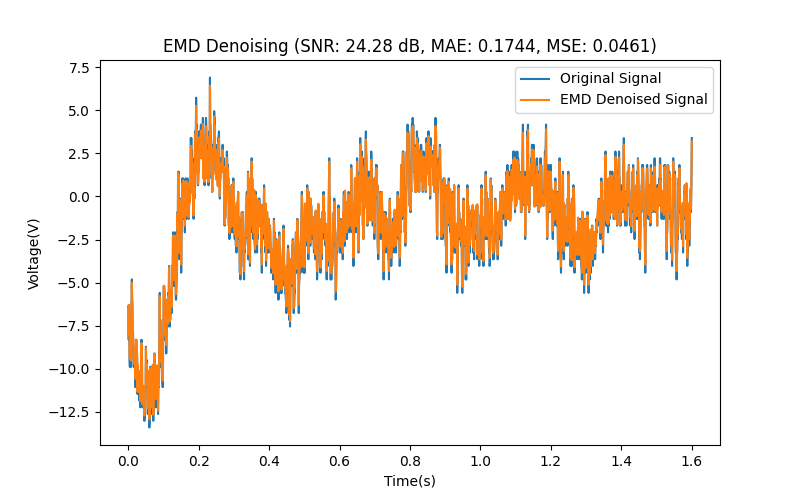 EMD Denoising (SNR: 24.28 dB, MAE: 0.1744, MSE: 0.0461)
Original Signal
EMD Denoised Signal
7.5
5.0
2.5
0.0
−2.5
−5.0
−7.5
−10.0
−12.5
Voltage(V)
0.0 0.2 0.4 0.6 0.8 1.0 1.2 1.4 1.6
Time(s)